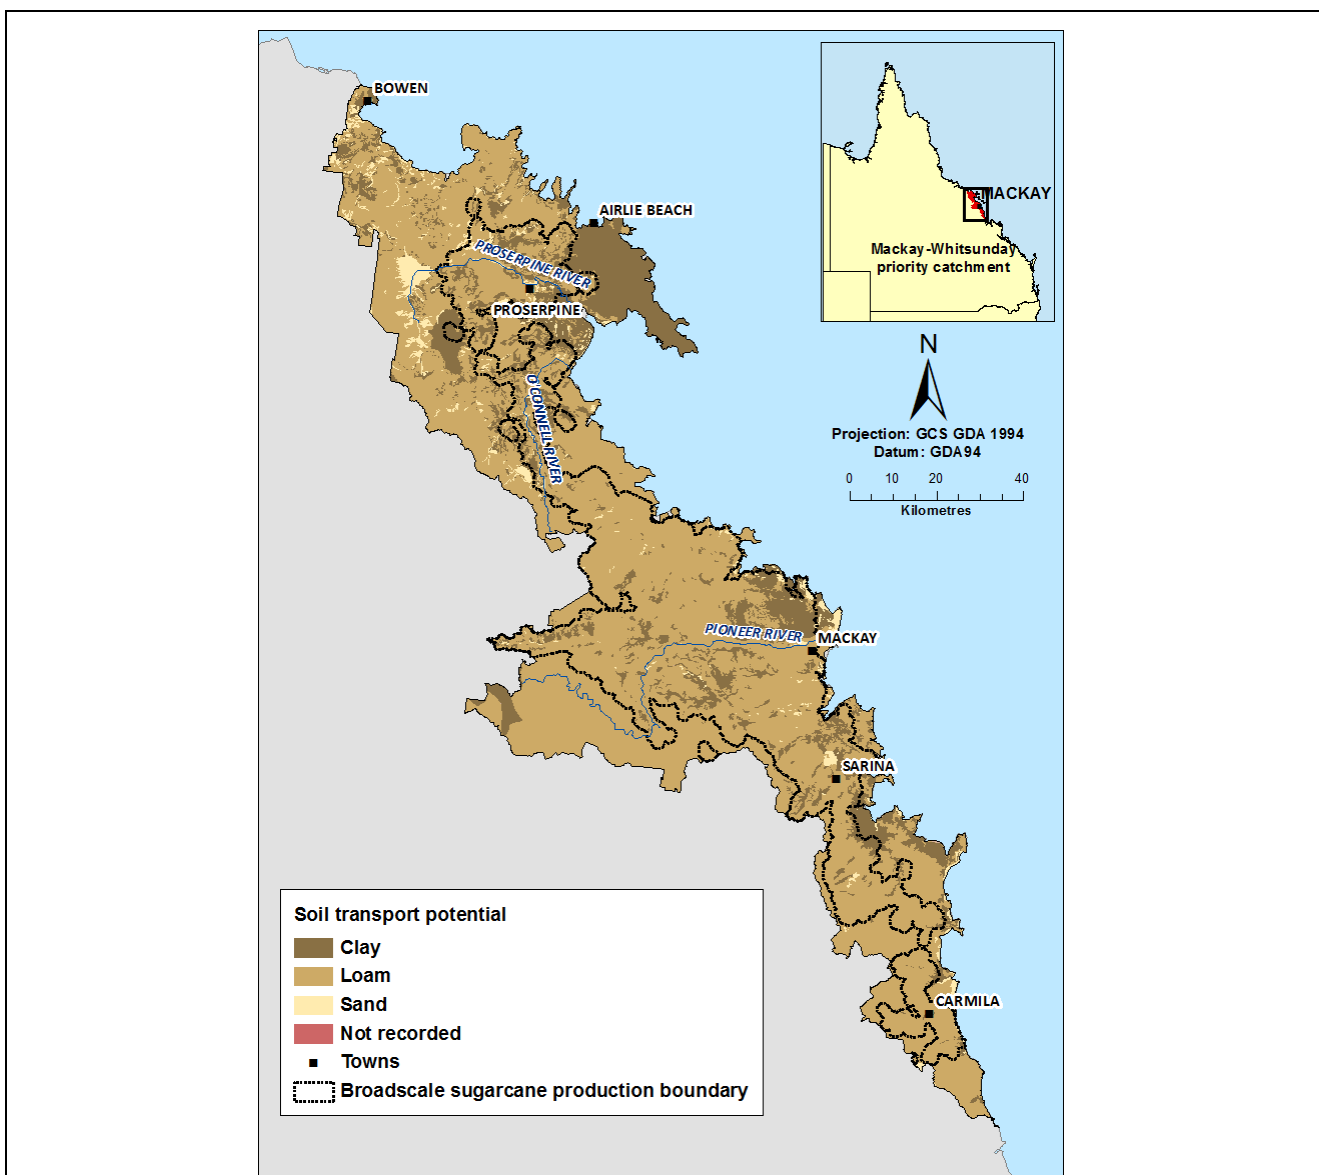 BOWEN
AIRLIE BEACH
PROSERPINE RIVER
PROSERPINE
O'CONNELL RIVER
PIONEER RIVER
MACKAY
SARINA
CARMILA
MACKAY
Mackay-Whitsunday
priority catchment
N
Projection: GCS GDA 1994
Datum: GDA94
0 10 20 40
Kilometres
Soil transport potential
Clay
Loam
Sand
Not recorded
Towns
Broadscale sugarcane production boundary